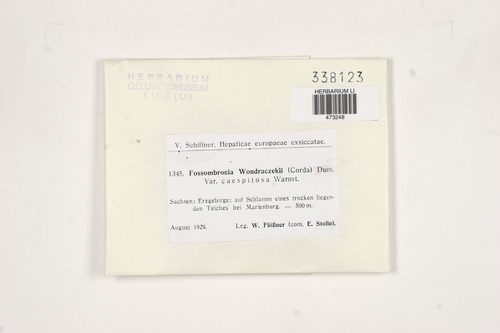 HERBARIUM
O.Ö. LANDESMUSEUM
LINZ (LI)
338123
HERBARIUM LI
473248
V. Schiffner. Hepaticae europaeae exsiccatae.
1345. Fossombronia Wondraczekii (Corda) Dum.
Var. caespitosa Warnst.
Sachsen; Erzgebirge: auf Schlamm eines trocken liegen-
den Teiches bei Marienburg. — 500 m.
August 1929. Leg. W. Flößner (com. E. Stolle).